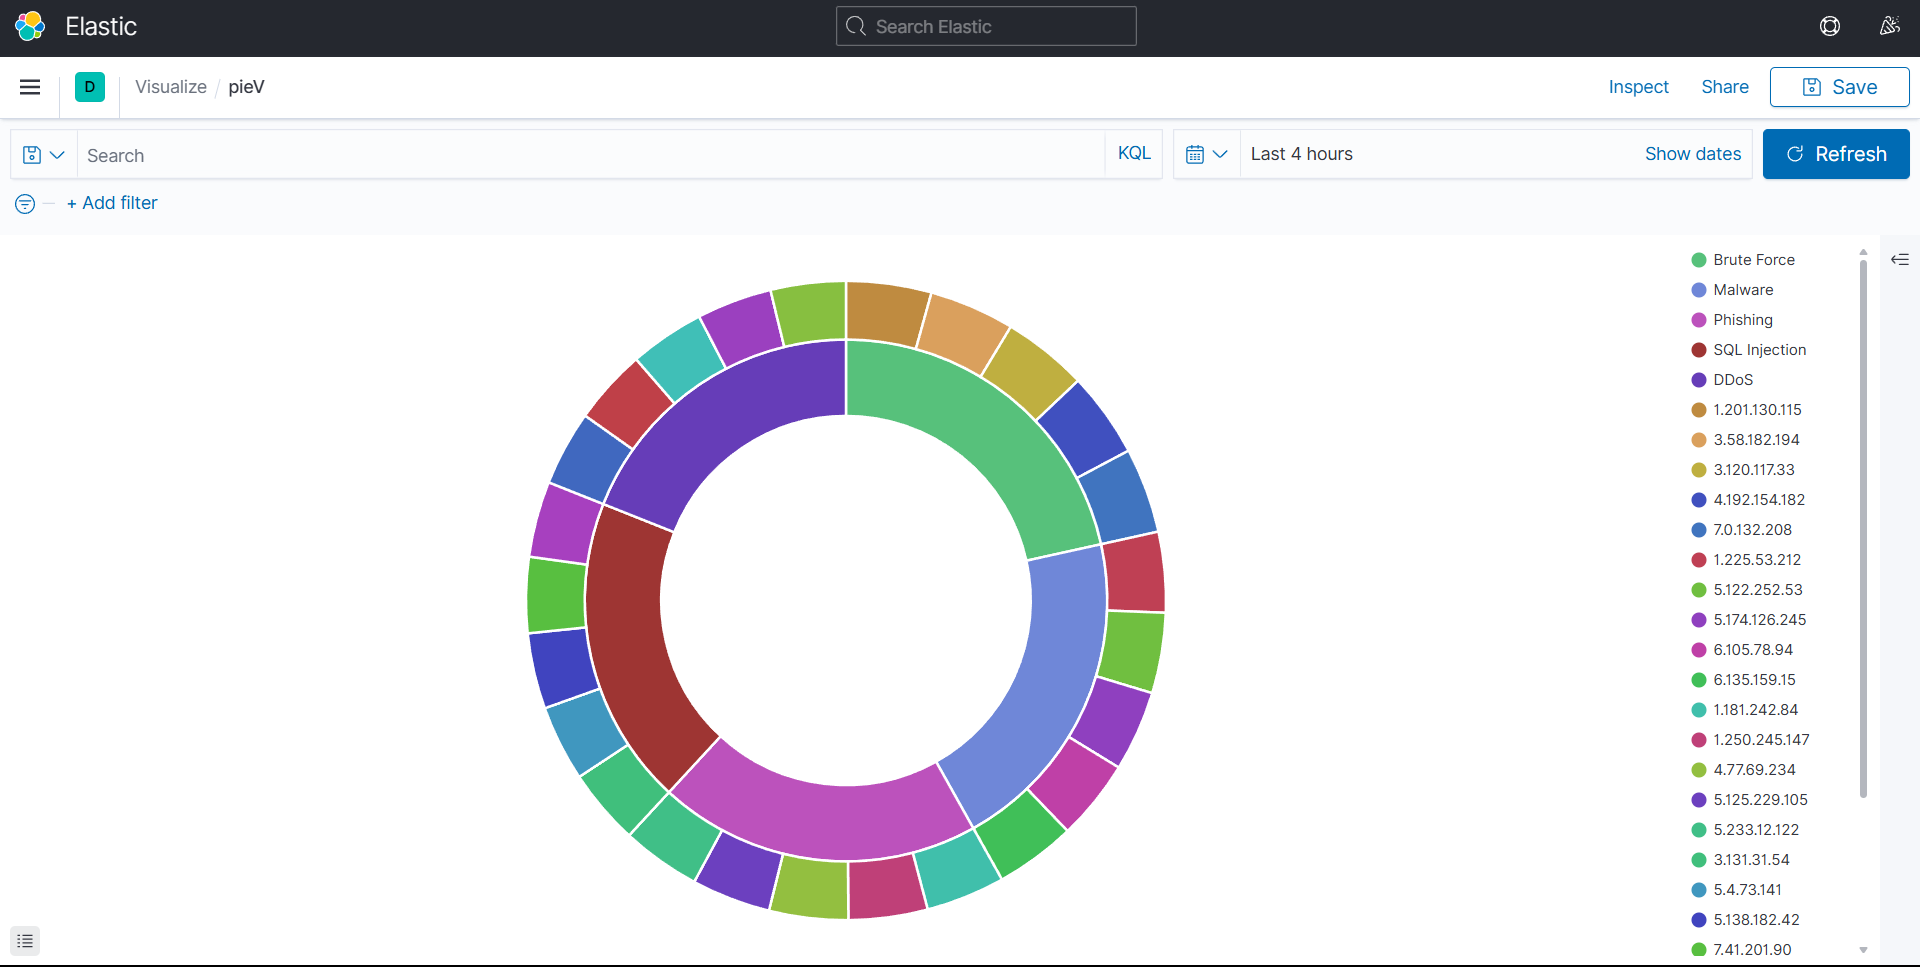 Elastic
Search Elastic
D
Visualize / pieV
Inspect
Share
Save
Search
KQL
Last 4 hours
Show dates
Refresh
+ Add filter
Brute Force
Malware
Phishing
SQL Injection
DDoS
1.201.130.115
3.58.182.194
3.120.117.33
4.192.154.182
7.0.132.208
1.225.53.212
5.122.252.53
5.174.126.245
6.105.78.94
6.135.159.15
1.181.242.84
1.250.245.147
4.77.69.234
5.125.229.105
5.233.12.122
3.131.31.54
5.4.73.141
5.138.182.42
7.41.201.90